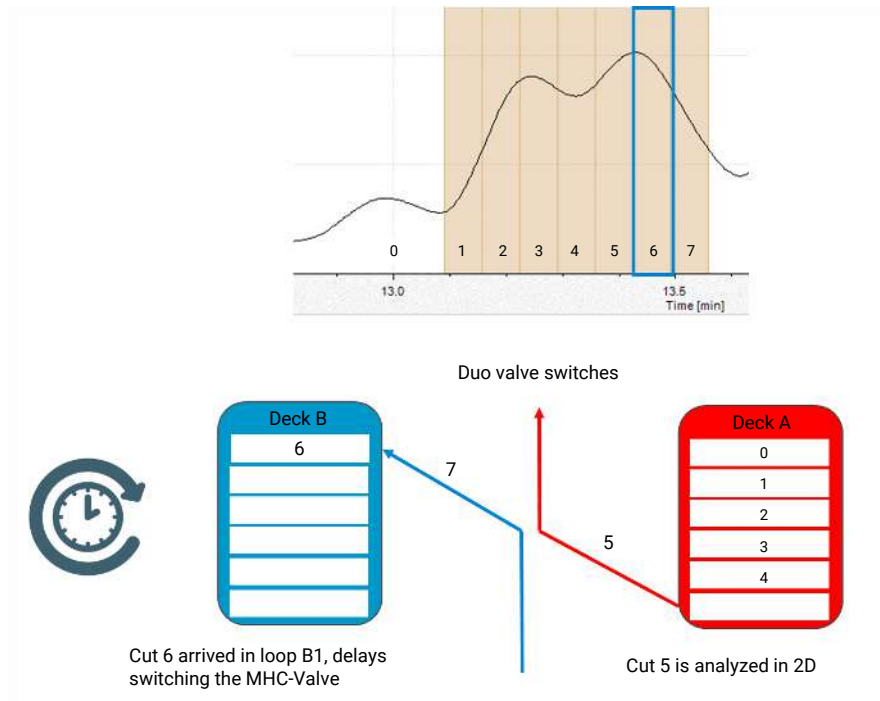 0
1
2
3
4
5
6
7
13.0
13.5
Time [min]
Duo valve switches
Deck B
6
7
5
Deck A
0
1
2
3
4
Cut 6 arrived in loop B1, delays
switching the MHC-Valve
Cut 5 is analyzed in 2D